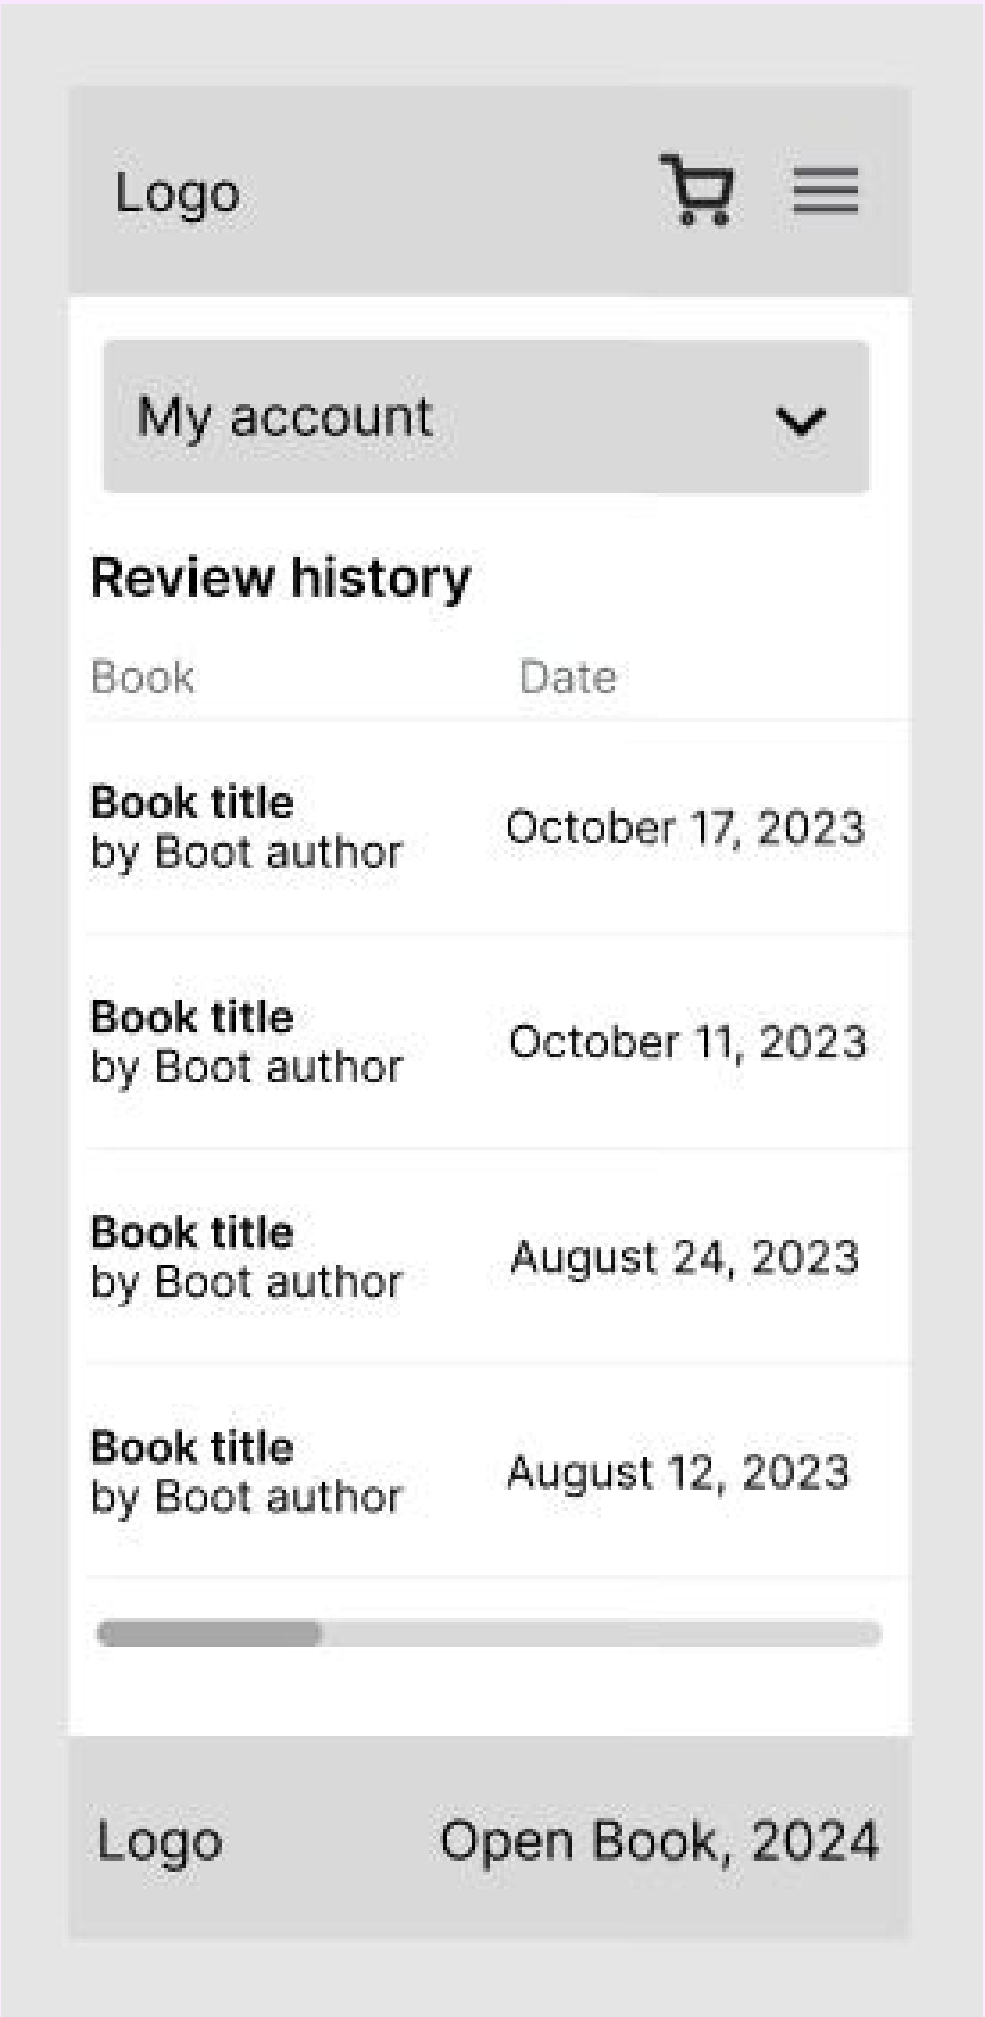 Logo
My account
Review history
Book Date
Book title
by Boot author
October 17, 2023
Book title
by Boot author
October 11, 2023
Book title
by Boot author
August 24, 2023
Book title
by Boot author
August 12, 2023
Logo Open Book, 2024